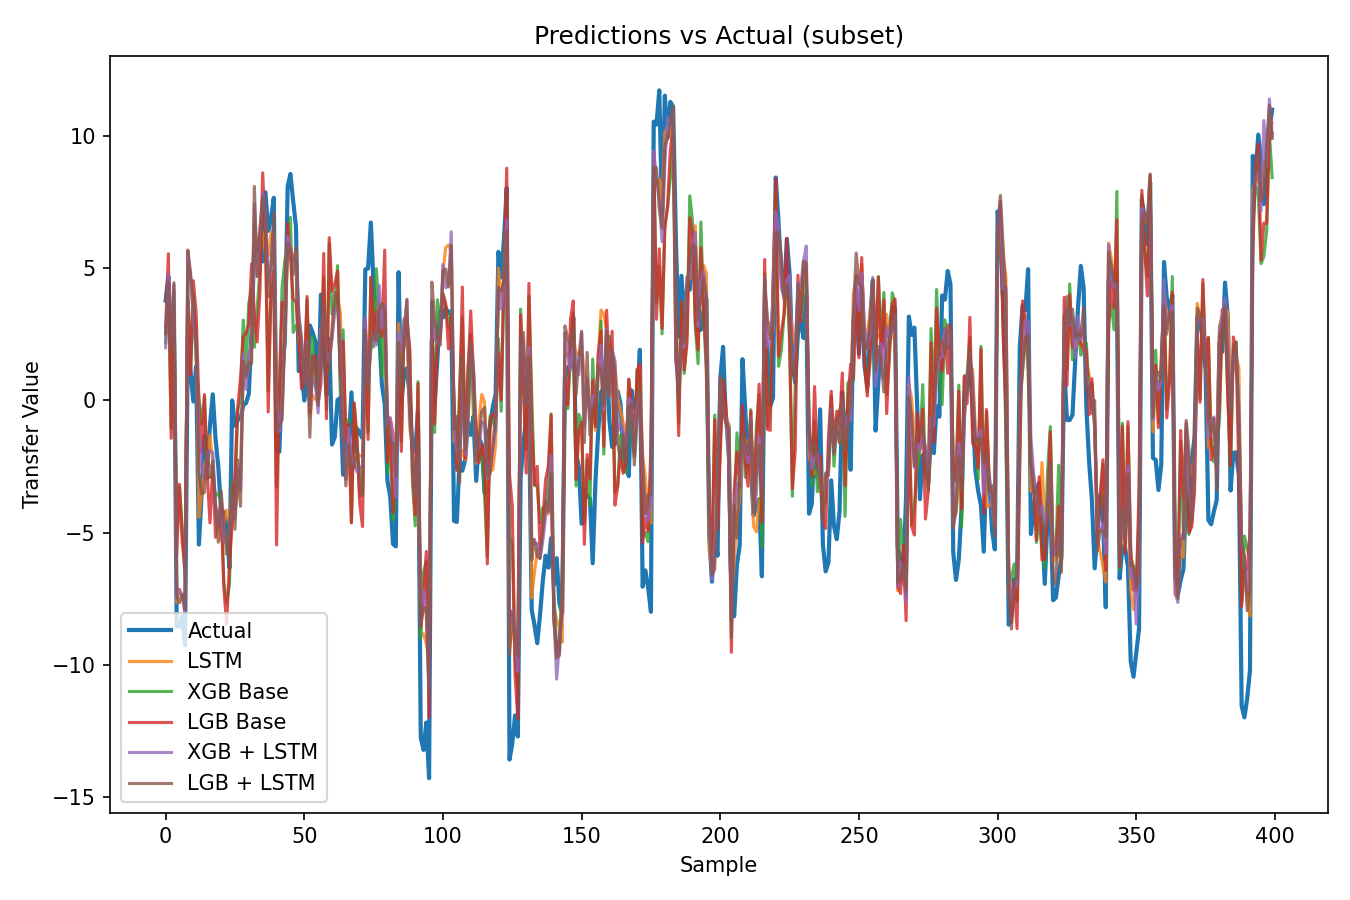 Predictions vs Actual (subset)
Transfer Value
10
5
0
−5
−10
−15
Actual
LSTM
XGB Base
LGB Base
XGB + LSTM
LGB + LSTM
0 50 100 150 200 250 300 350 400
Sample